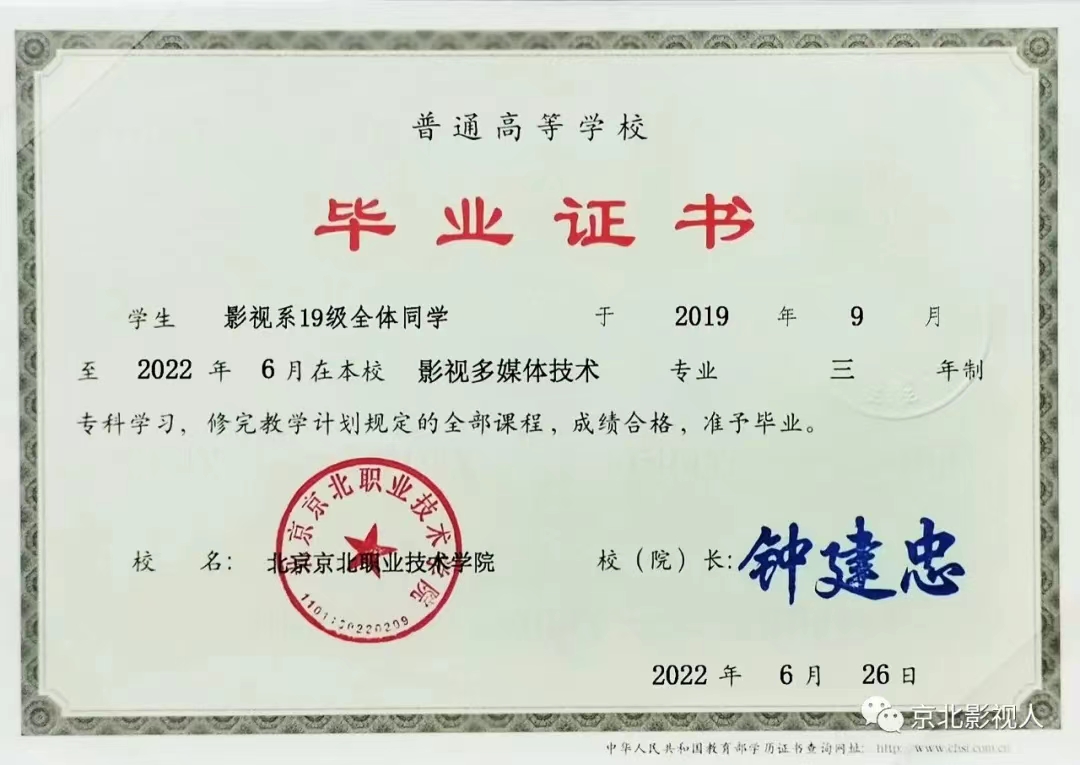 普通高等学校
毕业证书
学生 影视系19级全体同学 于 2019 年 9 月
至 2022 年 6月在本校 影视多媒体技术 专业 三 年制
专科学习，修完教学计划规定的全部课程，成绩合格，准予毕业。
北京京北职业技术学院
校 名： 北京京北职业技术学院 校（院）长：钟建忠
2022 年 6 月 26 日
京北影视人
中华人民共和国教育部学历证书查询网址： http://www.chsi.com.cn